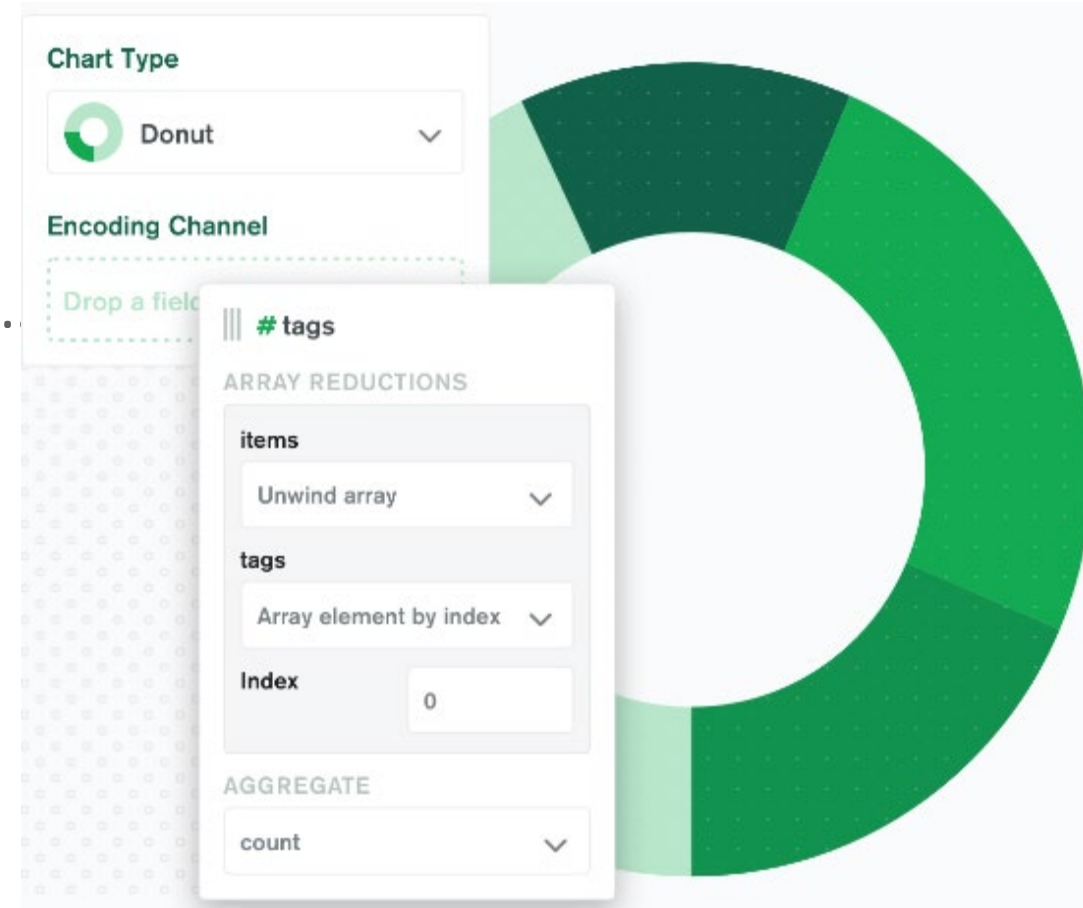 Chart Type
Donut
Encoding Channel
Drop a field
# tags
ARRAY REDUCTIONS
items
Unwind array
tags
Array element by index
Index
0
AGGREGATE
count